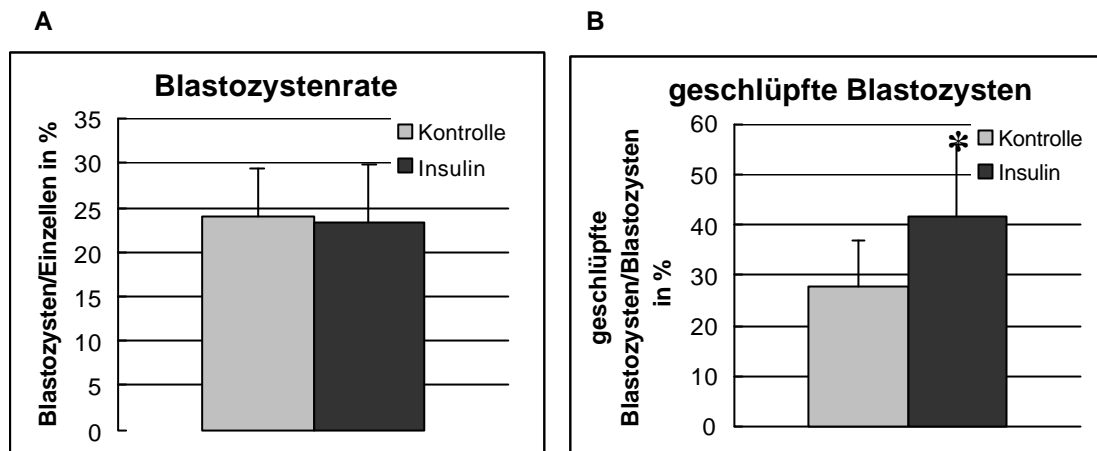 A
Blastozystenrate
Blastozysten/Einzellen in %
35
30
25
20
15
10
5
0
Kontrolle
Insulin
B
geschlüpfte Blastozysten
geschlüpfte
Blastozysten/Blastozysten
in %
60
50
40
30
20
10
0
*
Kontrolle
Insulin